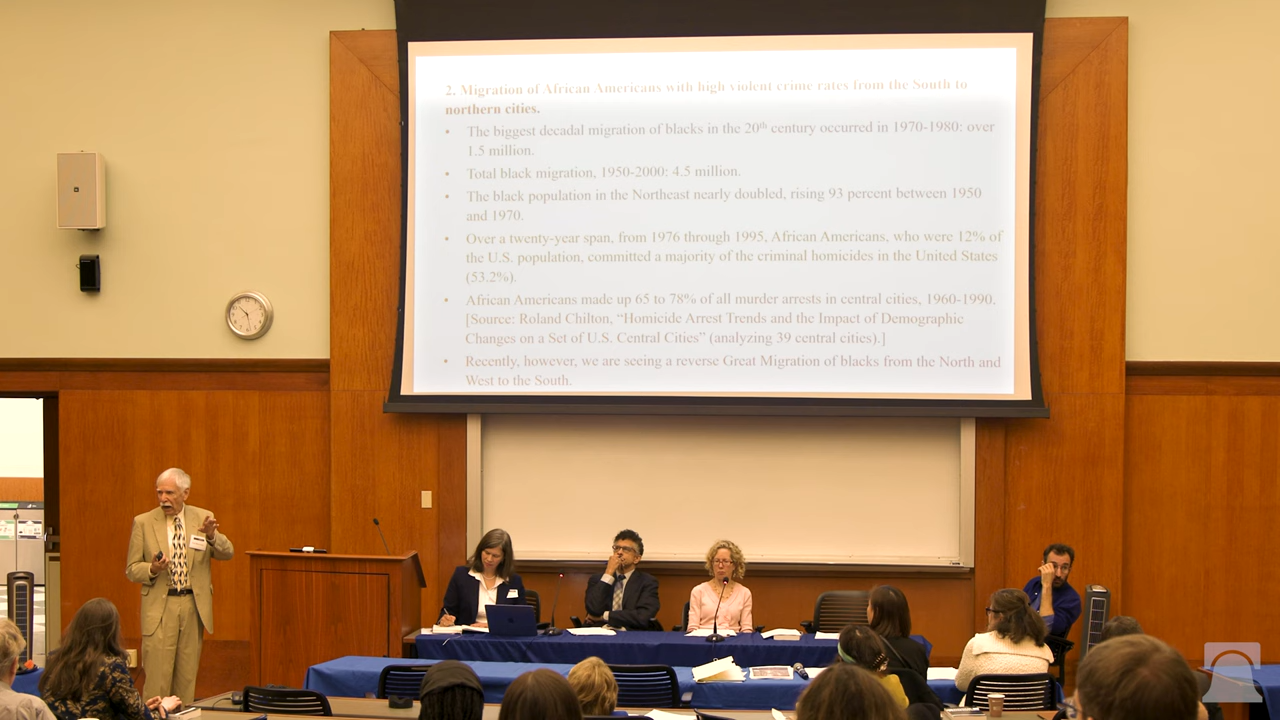 2. Migration of African Americans with high violent crime rates from the South to
northern cities.
• The biggest decadal migration of blacks in the 20th century occurred in 1970-1980: over
1.5 million.
• Total black migration, 1950-2000: 4.5 million.
• The black population in the Northeast nearly doubled, rising 93 percent between 1950
and 1970.
• Over a twenty-year span, from 1976 through 1995, African Americans, who were 12% of
the U.S. population, committed a majority of the criminal homicides in the United States
(53.2%).
• African Americans made up 65 to 78% of all murder arrests in central cities, 1960-1990.
[Source: Roland Chilton, “Homicide Arrest Trends and the Impact of Demographic
Changes on a Set of U.S. Central Cities” (analyzing 39 central cities).]
• Recently, however, we are seeing a reverse Great Migration of blacks from the North and
West to the South.